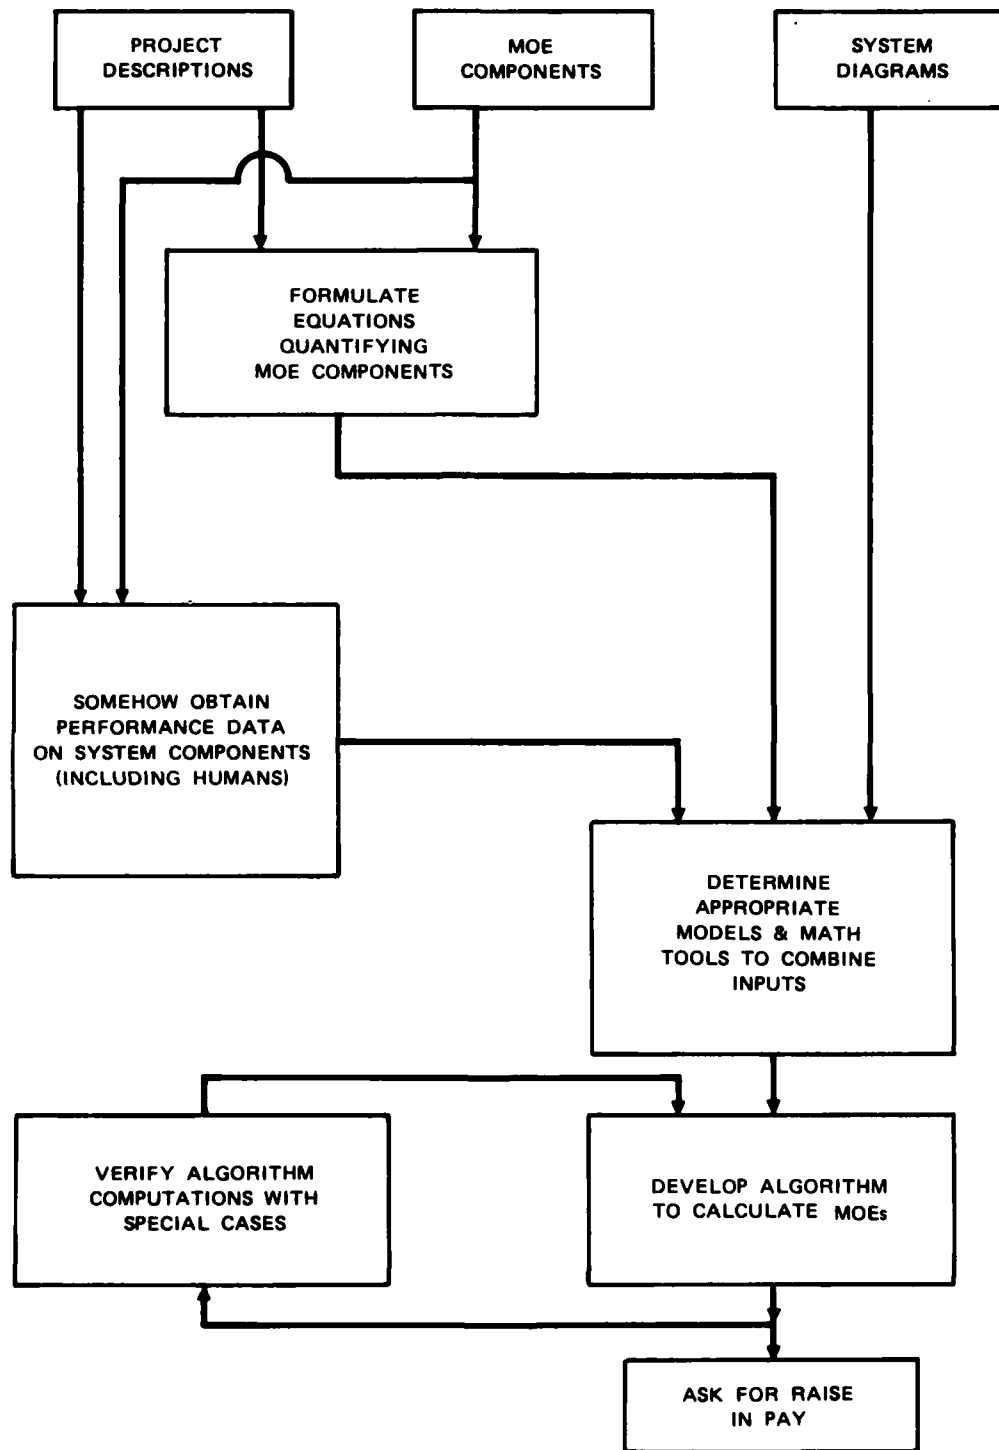 PROJECT
DESCRIPTIONS
MOE
COMPONENTS
SYSTEM
DIAGRAMS
FORMULATE
EQUATIONS
QUANTIFYING
MOE COMPONENTS
SOMEHOW OBTAIN
PERFORMANCE DATA
ON SYSTEM COMPONENTS
(INCLUDING HUMANS)
DETERMINE
APPROPRIATE
MODELS & MATH
TOOLS TO COMBINE
INPUTS
VERIFY ALGORITHM
COMPUTATIONS WITH
SPECIAL CASES
DEVELOP ALGORITHM
TO CALCULATE MOEs
ASK FOR RAISE
IN PAY